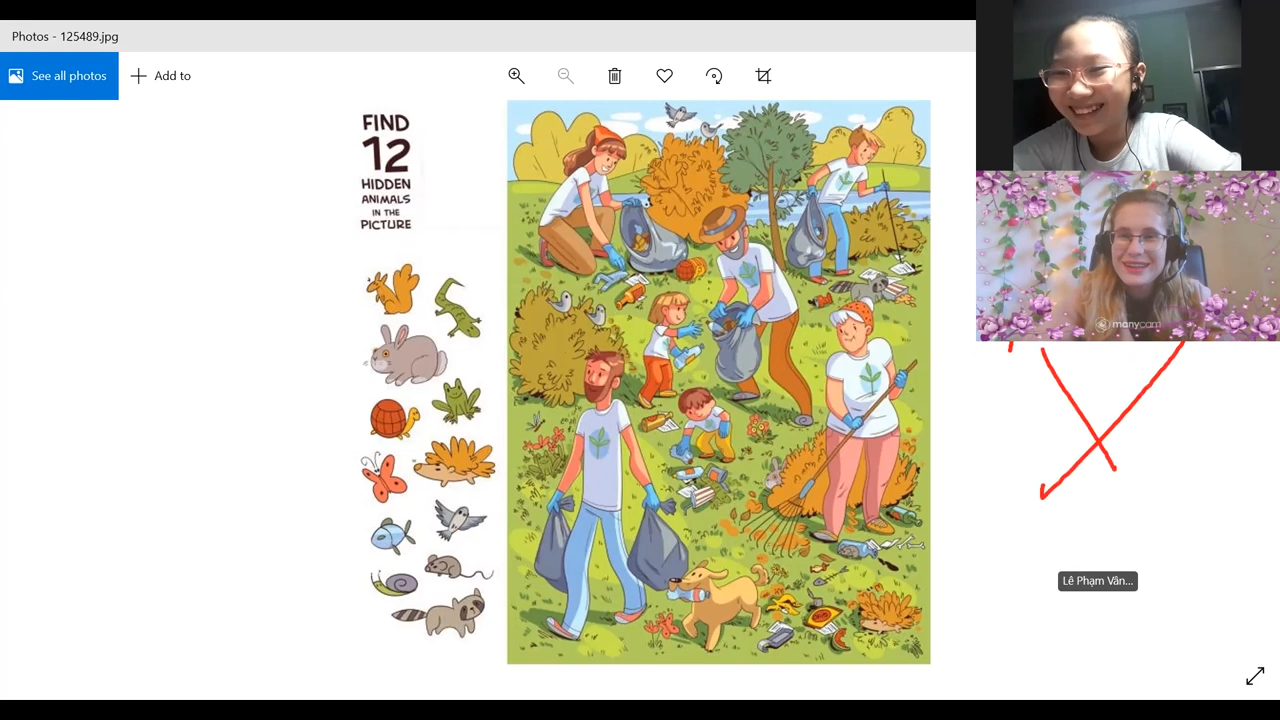 Photos - 125489.jpg
See all photos
Add to
FIND
12
HIDDEN
ANIMALS
IN THE
PICTURE
manycam
Lê Phạm Vân...